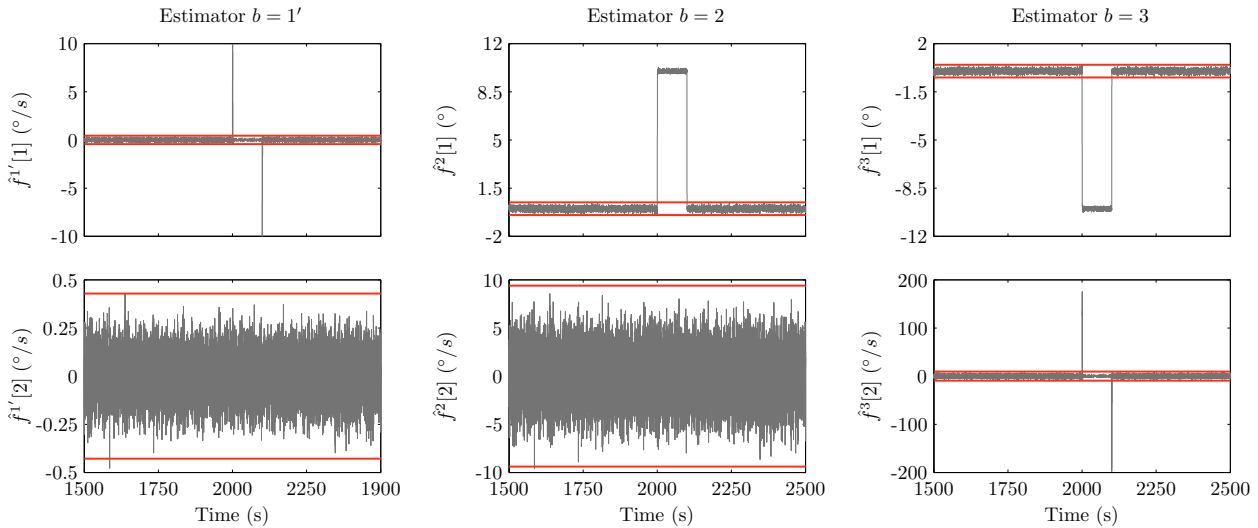 Estimator b = 1′
Estimator b = 2
Estimator b = 3
10
5
0
-5
-10
f̂^{1′}[1] (°/s)
12
8.5
5
1.5
-2
f̂^2[1] (°)
2
-1.5
-5
-8.5
-12
f̂^3[1] (°)
0.5
0.25
0
-0.25
-0.5
f̂^{1′}[2] (°/s)
1500 1750 2000 2250 1900
Time (s)
10
5
0
-5
-10
f̂^2[2] (°/s)
1500 1750 2000 2250 2500
Time (s)
200
100
0
-100
-200
f̂^3[2] (°/s)
1500 1750 2000 2250 2500
Time (s)